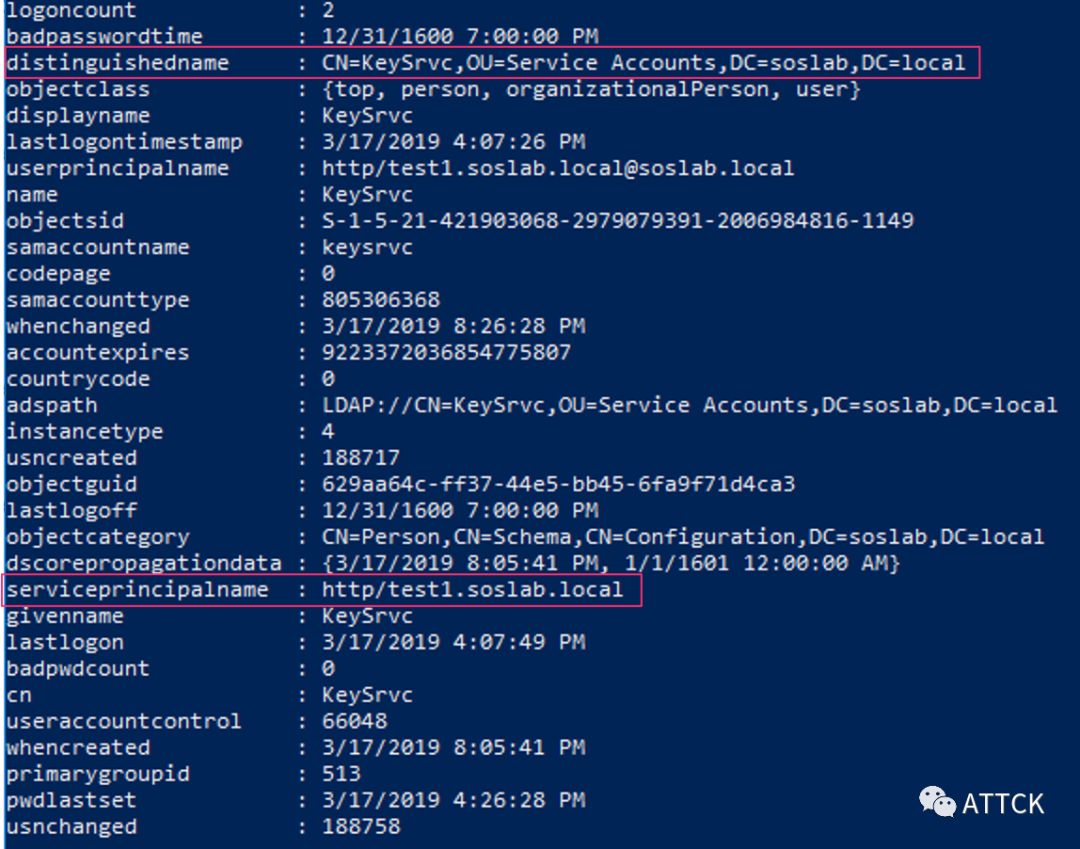 logoncount : 2
badpasswordtime : 12/31/1600 7:00:00 PM
distinguishedname : CN=KeySrvc,OU=Service Accounts,DC=soslab,DC=local
objectclass : {top, person, organizationalPerson, user}
displayname : KeySrvc
lastlogontimestamp : 3/17/2019 4:07:26 PM
userprincipalname : http/test1.soslab.local@soslab.local
name : KeySrvc
objectsid : S-1-5-21-421903068-2979079391-2006984816-1149
samaccountname : keysrvc
codepage : 0
samaccounttype : 805306368
whenchanged : 3/17/2019 8:26:28 PM
accountexpires : 9223372036854775807
countrycode : 0
adspath : LDAP://CN=KeySrvc,OU=Service Accounts,DC=soslab,DC=local
instancetype : 4
usncreated : 188717
objectguid : 629aa64c-ff37-44e5-bb45-6fa9f71d4ca3
lastlogoff : 12/31/1600 7:00:00 PM
objectcategory : CN=Person,CN=Schema,CN=Configuration,DC=soslab,DC=local
dscorepropagationdata : {3/17/2019 8:05:41 PM, 1/1/1601 12:00:00 AM}
serviceprincipalname : http/test1.soslab.local
givenname : KeySrvc
lastlogon : 3/17/2019 4:07:49 PM
badpwdcount : 0
cn : KeySrvc
useraccountcontrol : 66048
whencreated : 3/17/2019 8:05:41 PM
primarygroupid : 513
pwdlastset : 3/17/2019 4:26:28 PM
usnchanged : 188758
ATTCK